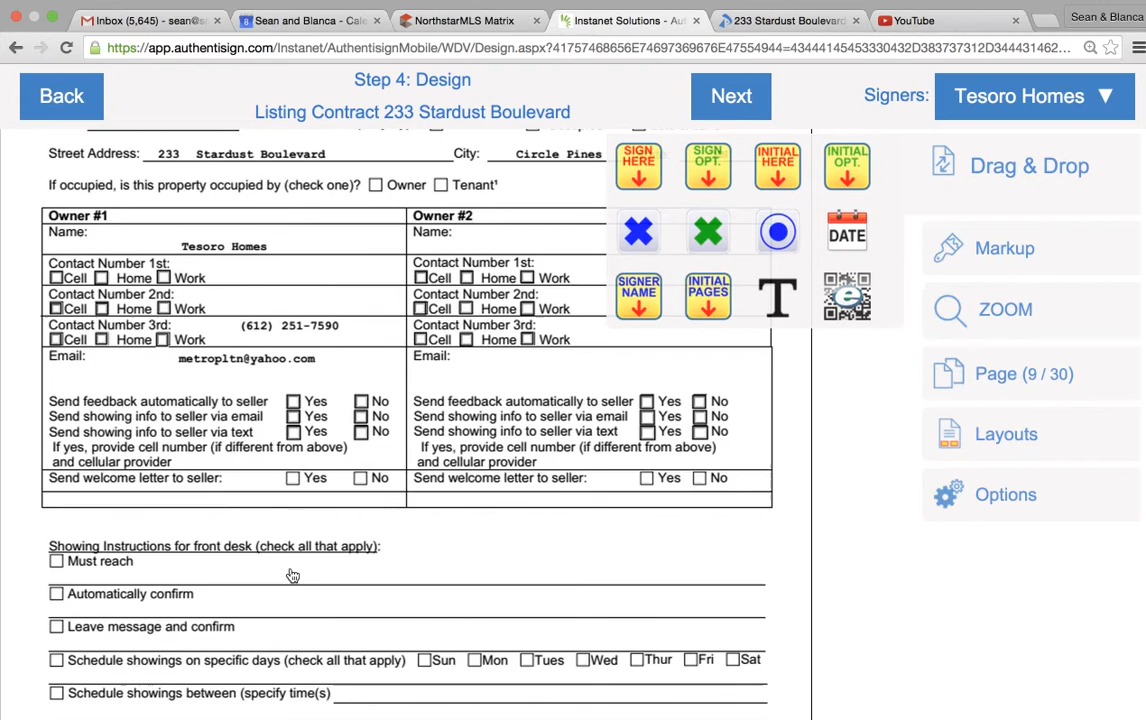 Inbox (5,645) - sean@s
Sean and Blanca - Cale
NorthstarMLS Matrix
Instanet Solutions - Aut
233 Stardust Boulevard
YouTube
Sean & Blanca
https://app.authentisign.com/Instanet/AuthentisignMobile/WDV/Design.aspx?41757468656E74697369676E47554944=43444145453330432D383737312D344431462...
Back
Step 4: Design
Listing Contract 233 Stardust Boulevard
Next
Signers:
Tesoro Homes ▼
Street Address: 233 Stardust Boulevard City: Circle Pines
If occupied, is this property occupied by (check one)? Owner Tenant¹
Owner #1 Owner #2
Name: Name:
Tesoro Homes
Contact Number 1st: Contact Number 1st:
Cell Home Work Cell Home Work
Contact Number 2nd: Contact Number 2nd:
Cell Home Work Cell Home Work
Contact Number 3rd: (612) 251-7590 Contact Number 3rd:
Cell Home Work Cell Home Work
Email: metropltn@yahoo.com Email:
Send feedback automatically to seller Yes No Send feedback automatically to seller Yes No
Send showing info to seller via email Yes No Send showing info to seller via email Yes No
Send showing info to seller via text Yes No Send showing info to seller via text Yes No
If yes, provide cell number (if different from above) If yes, provide cell number (if different from above)
and cellular provider and cellular provider
Send welcome letter to seller: Yes No Send welcome letter to seller: Yes No
Showing Instructions for front desk (check all that apply):
Must reach
Automatically confirm
Leave message and confirm
Schedule showings on specific days (check all that apply) Sun Mon Tues Wed Thur Fri Sat
Schedule showings between (specify time(s)
SIGN HERE
SIGN OPT.
INITIAL HERE
INITIAL OPT.
DATE
SIGNER NAME
INITIAL PAGES
T
e
Drag & Drop
Markup
ZOOM
Page (9 / 30)
Layouts
Options